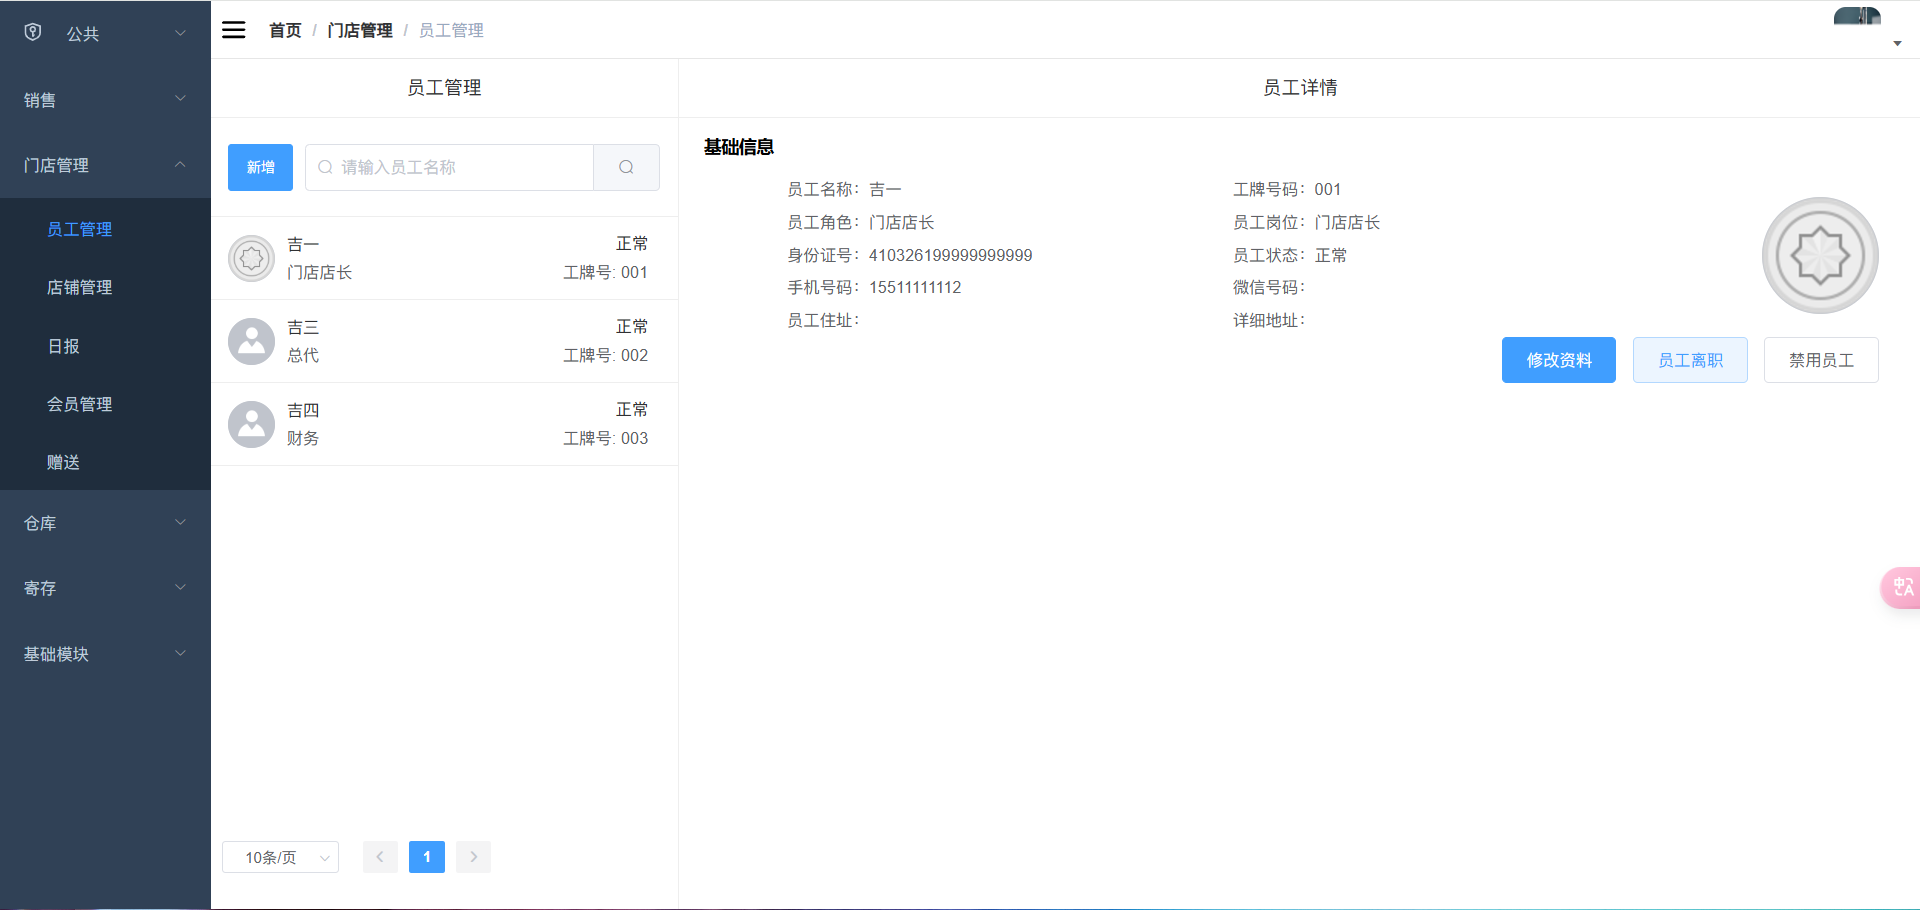 公共
销售
门店管理
员工管理
店铺管理
日报
会员管理
赠送
仓库
寄存
基础模块
首页 / 门店管理 / 员工管理
员工管理
新增
请输入员工名称
吉一 正常
门店店长 工牌号: 001
吉三 正常
总代 工牌号: 002
吉四 正常
财务 工牌号: 003
10条/页 1
员工详情
基础信息
员工名称：吉一 工牌号码：001
员工角色：门店店长 员工岗位：门店店长
身份证号：410326199999999999 员工状态：正常
手机号码：15511111112 微信号码：
员工住址： 详细地址：
修改资料 员工离职 禁用员工
中A